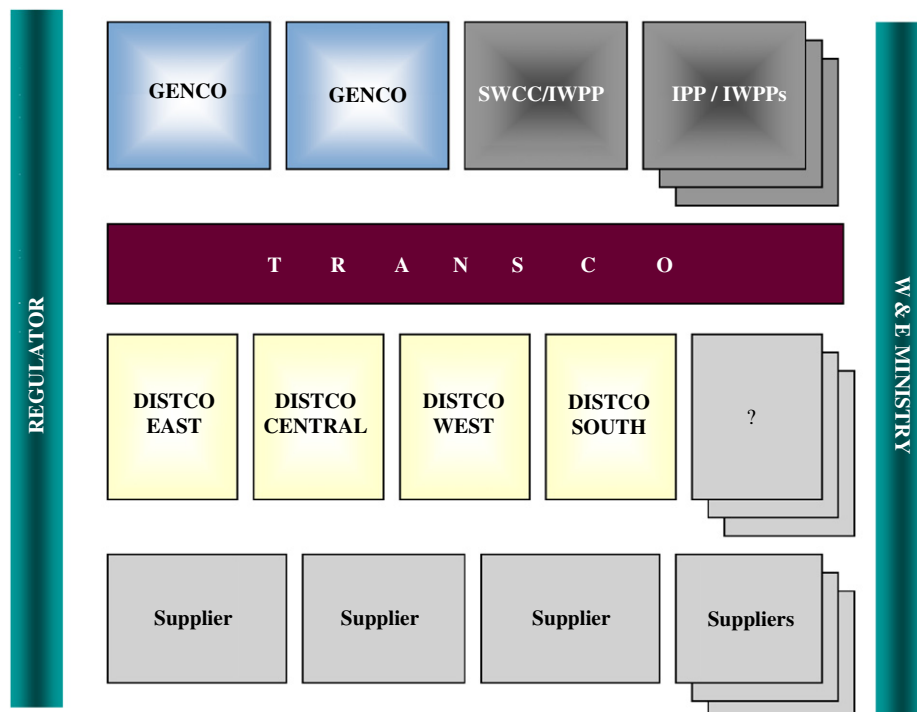 REGULATOR
GENCO
GENCO
SWCC/IWPP
IPP / IWPPs
T R A N S C O
DISTCO
EAST
DISTCO
CENTRAL
DISTCO
WEST
DISTCO
SOUTH
?
Supplier
Supplier
Supplier
Suppliers
W & E MINISTRY